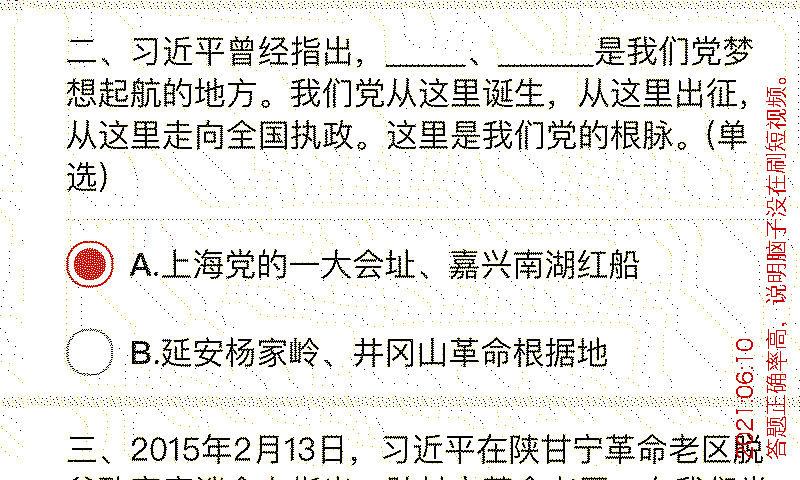 二、习近平曾经指出，_____、______是我们党梦
想起航的地方。我们党从这里诞生，从这里出征，
从这里走向全国执政。这里是我们党的根脉。(单
选)
A.上海党的一大会址、嘉兴南湖红船
B.延安杨家岭、井冈山革命根据地
三、2015年2月13日，习近平在陕甘宁革命老区脱
2021.06.10
答题正确率高，说明脑子没在刷短视频。